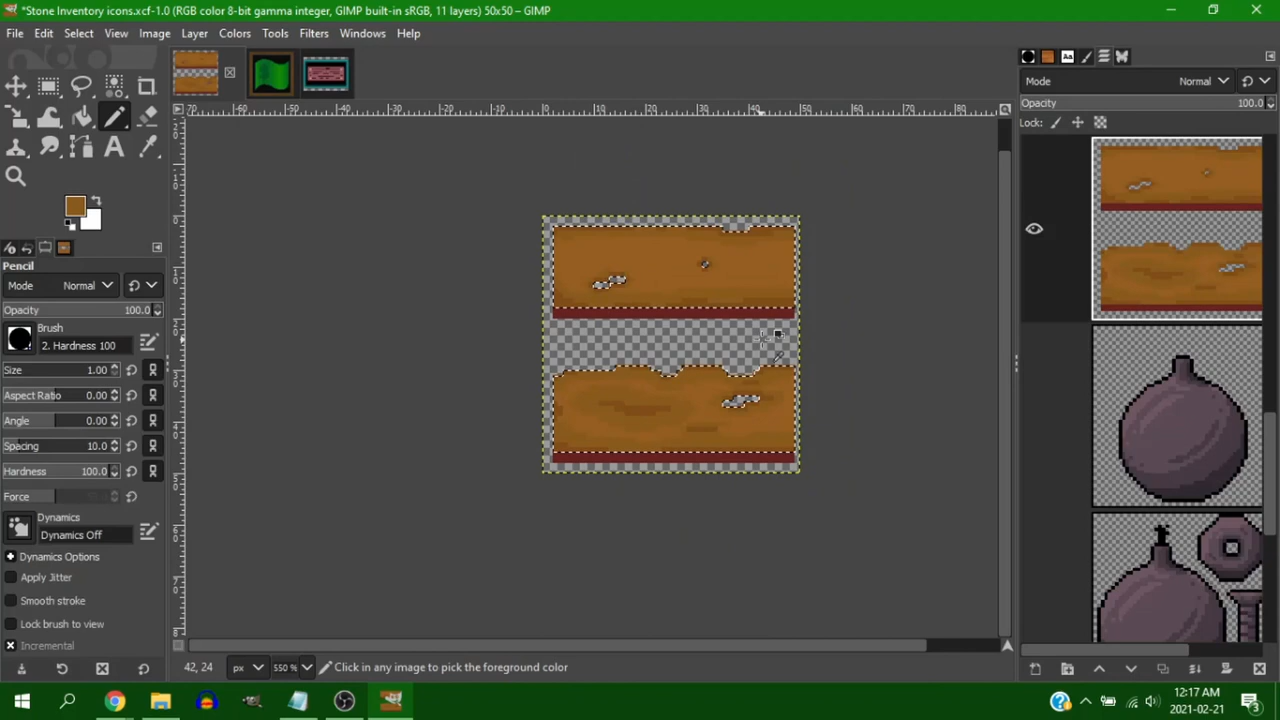 *Stone Inventory icons.xcf-1.0 (RGB color 8-bit gamma integer, GIMP built-in sRGB, 11 layers) 50x50 – GIMP
File Edit Select View Image Layer Colors Tools Filters Windows Help
Mode Normal
Opacity 100.0
Lock:
Pencil
Mode Normal
Opacity 100.0
Brush
2. Hardness 100
Size 1.00
Aspect Ratio 0.00
Angle 0.00
Spacing 10.0
Hardness 100.0
Force
Dynamics
Dynamics Off
Dynamics Options
Apply Jitter
Smooth stroke
Lock brush to view
Incremental
42, 24 px 550 % Click in any image to pick the foreground color
12:17 AM
2021-02-21
3